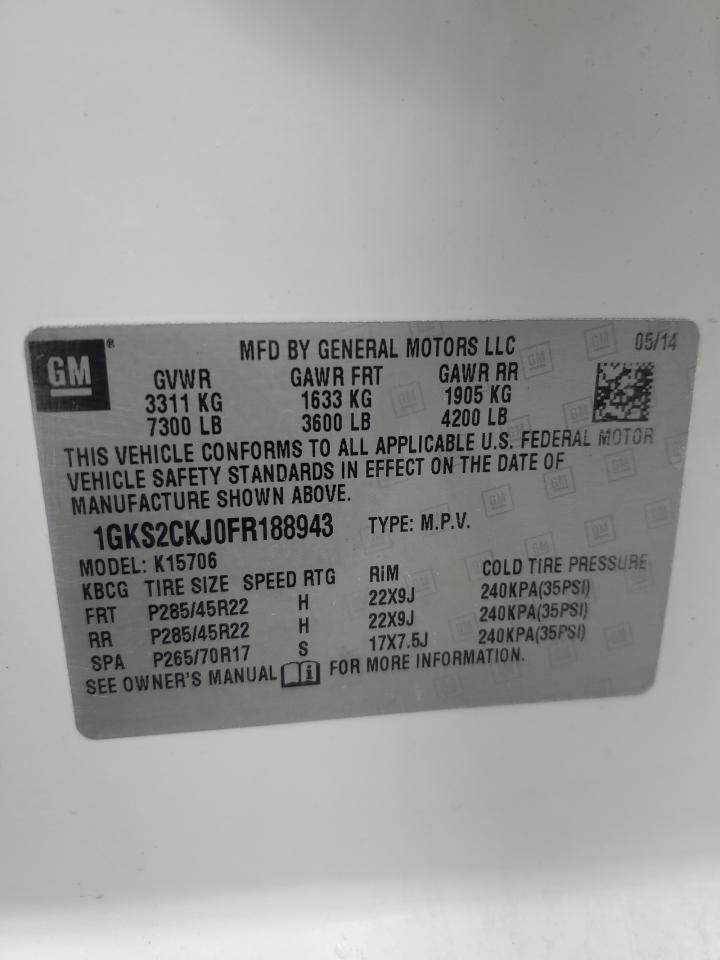 GM ® MFD BY GENERAL MOTORS LLC 05/14
GVWR GAWR FRT GAWR RR
3311 KG 1633 KG 1905 KG
7300 LB 3600 LB 4200 LB
THIS VEHICLE CONFORMS TO ALL APPLICABLE U.S. FEDERAL MOTOR
VEHICLE SAFETY STANDARDS IN EFFECT ON THE DATE OF
MANUFACTURE SHOWN ABOVE.
1GKS2CKJ0FR188943 TYPE: M.P.V.
MODEL: K15706
KBCG TIRE SIZE SPEED RTG RiM COLD TIRE PRESSURE
FRT P285/45R22 H 22X9J 240KPA(35PSI)
RR P285/45R22 H 22X9J 240KPA(35PSI)
SPA P265/70R17 S 17X7.5J 240KPA(35PSI)
SEE OWNER'S MANUAL i FOR MORE INFORMATION.